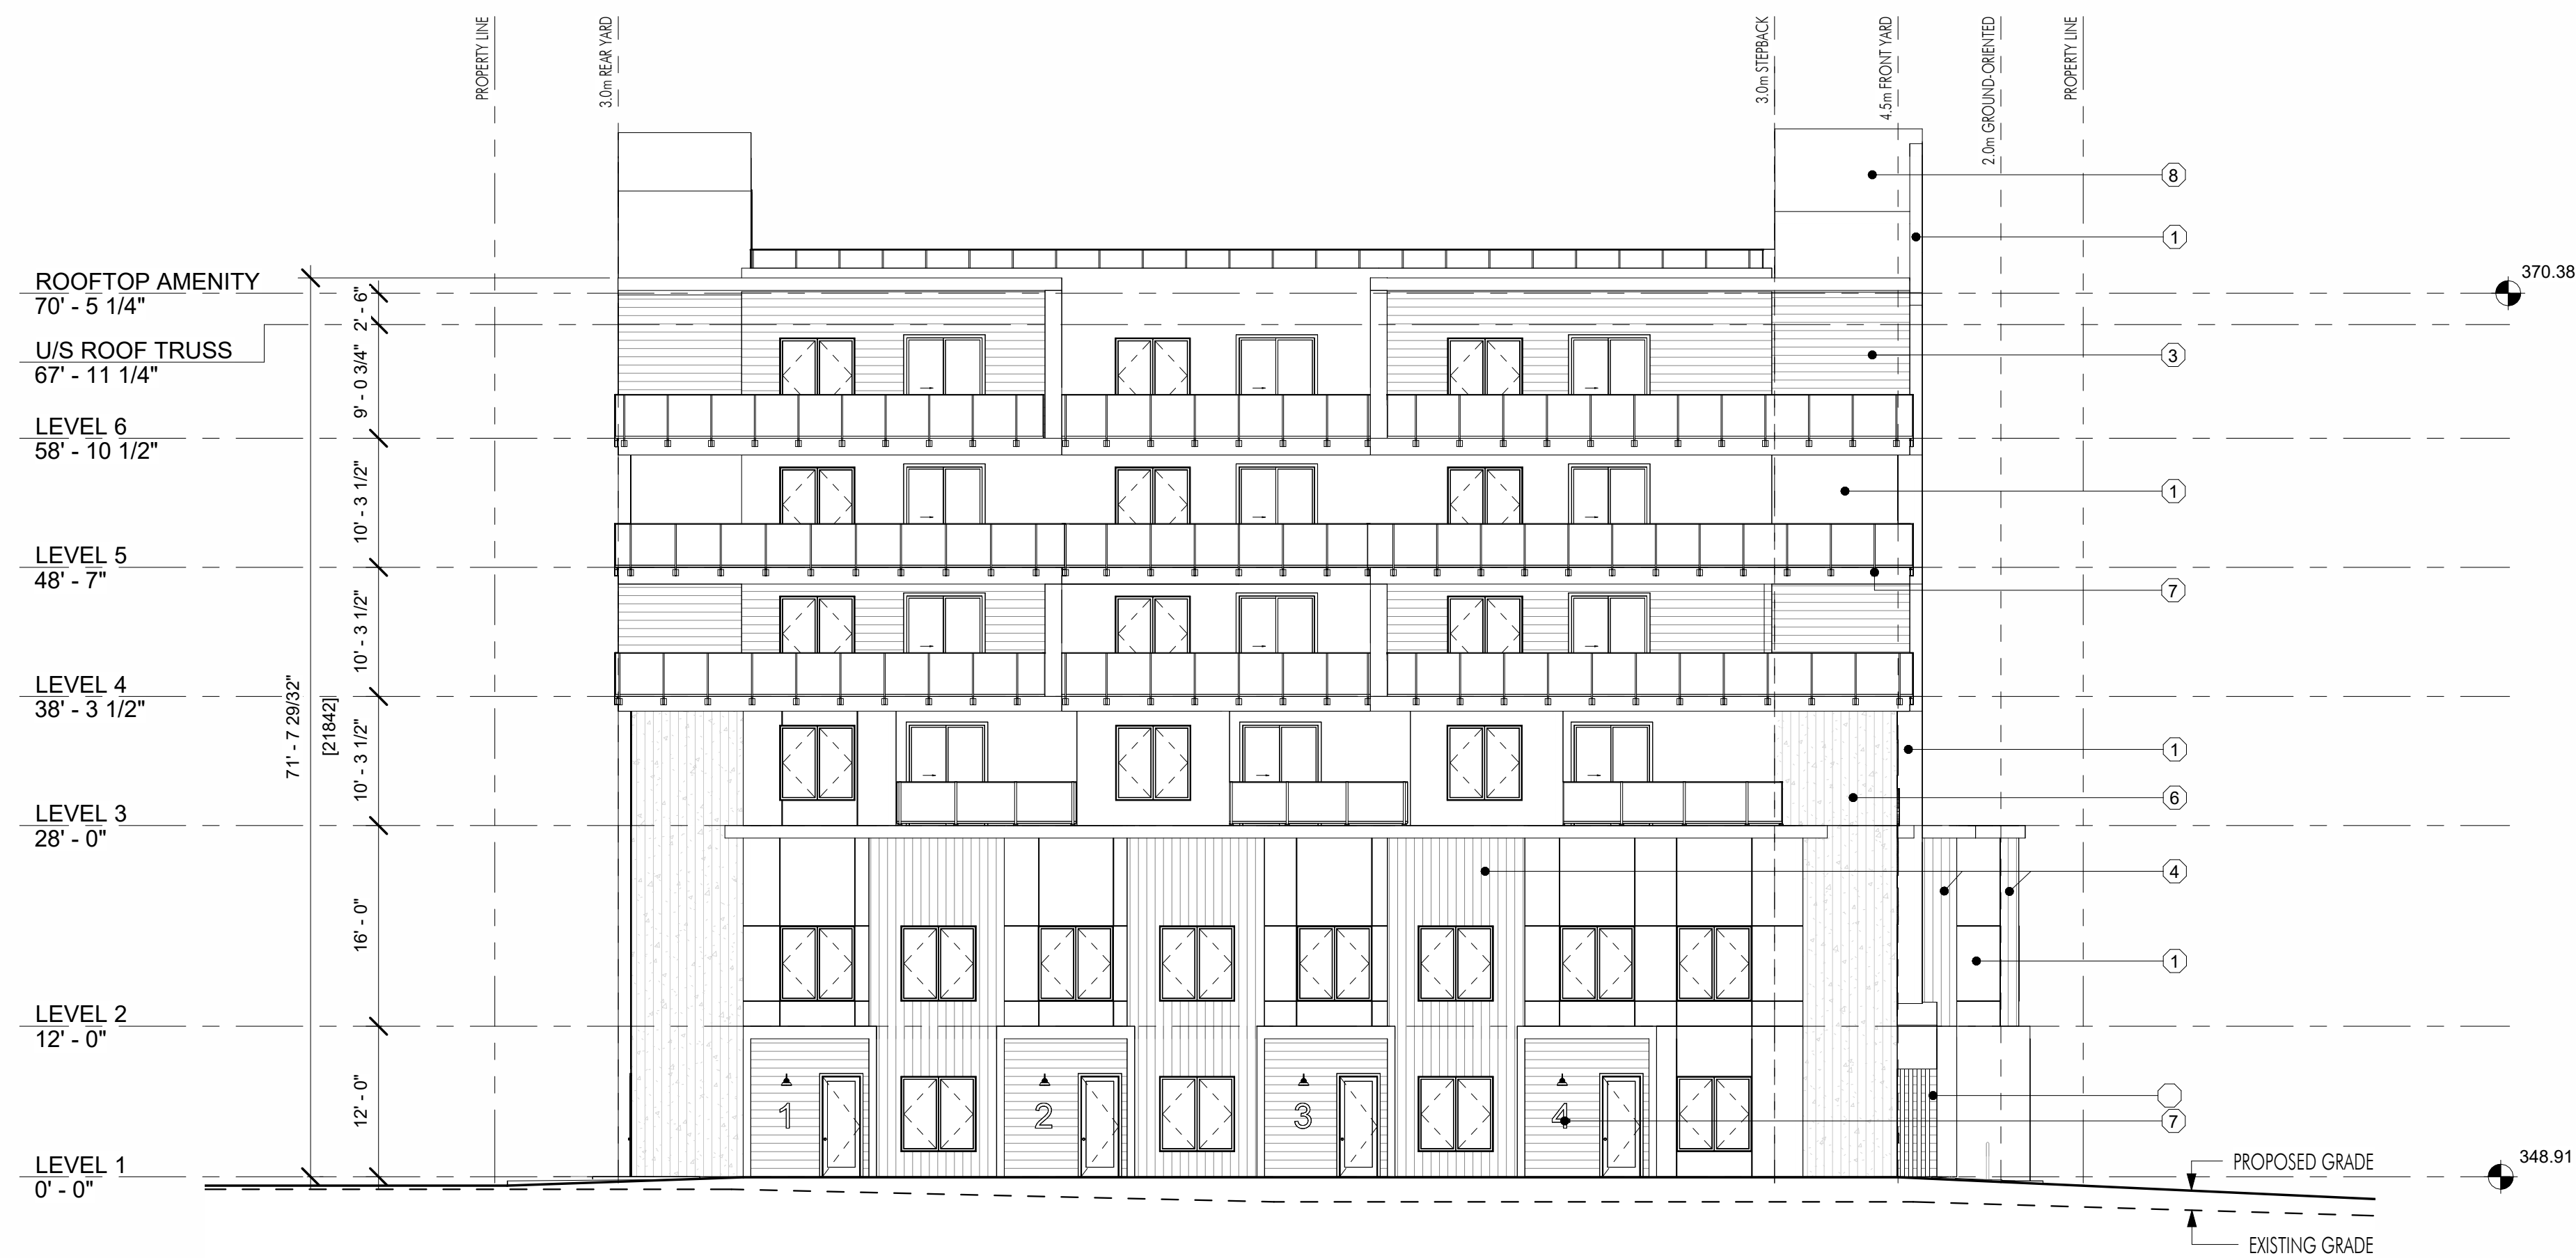 PROPERTY LINE
3.0m REAR YARD
3.0m STEPBACK
4.5m FRONT YARD
2.0m GROUND-ORIENTED
PROPERTY LINE
8
1
370.38
ROOFTOP AMENITY
70' - 5 1/4"
2' - 6"
U/S ROOF TRUSS
67' - 11 1/4"
9' - 0 3/4"
3
LEVEL 6
58' - 10 1/2"
10' - 3 1/2"
1
LEVEL 5
48' - 7"
7
10' - 3 1/2"
LEVEL 4
38' - 3 1/2"
71' - 7 29/32"
[21842]
10' - 3 1/2"
1
6
LEVEL 3
28' - 0"
4
16' - 0"
1
LEVEL 2
12' - 0"
12' - 0"
1
2
3
4
7
LEVEL 1
0' - 0"
348.91
PROPOSED GRADE
EXISTING GRADE